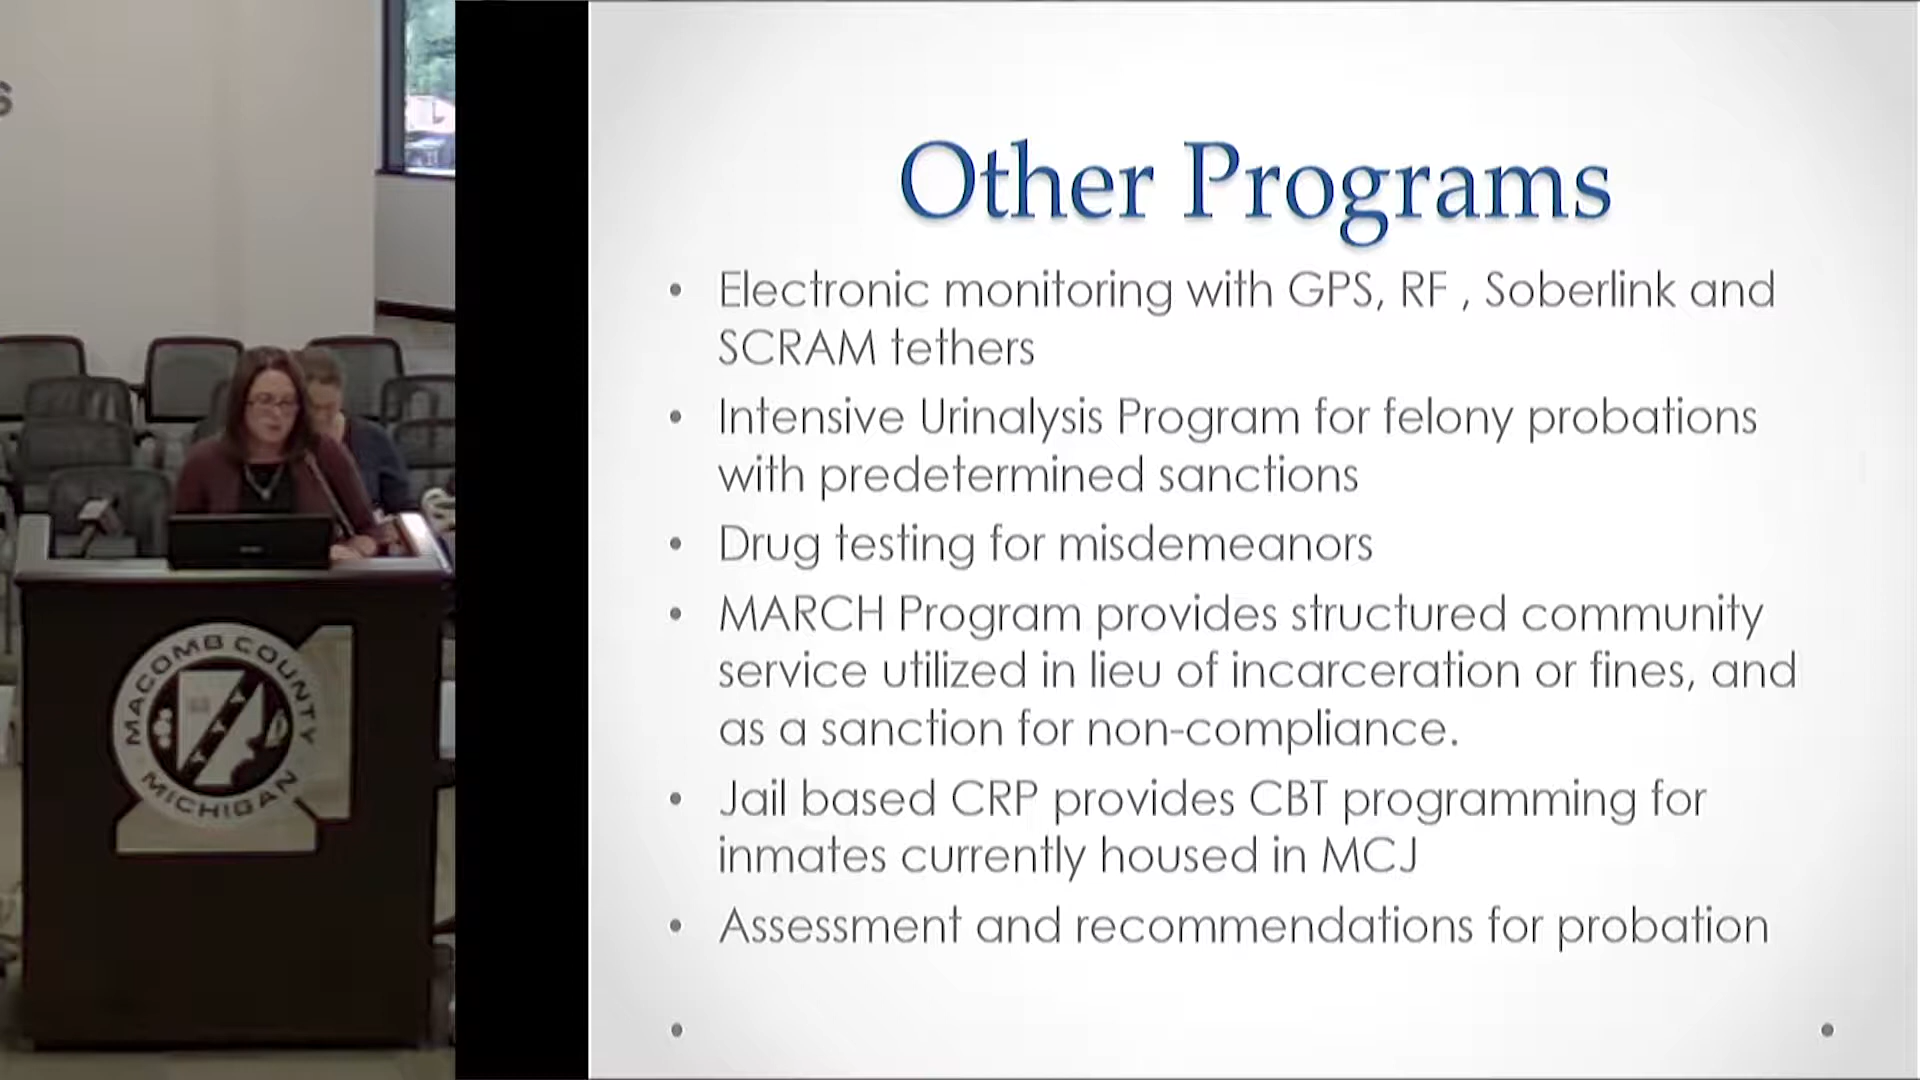 S
MACOMB COUNTY
MICHIGAN
Other Programs
• Electronic monitoring with GPS, RF , Soberlink and
SCRAM tethers
• Intensive Urinalysis Program for felony probations
with predetermined sanctions
• Drug testing for misdemeanors
• MARCH Program provides structured community
service utilized in lieu of incarceration or fines, and
as a sanction for non-compliance.
• Jail based CRP provides CBT programming for
inmates currently housed in MCJ
• Assessment and recommendations for probation